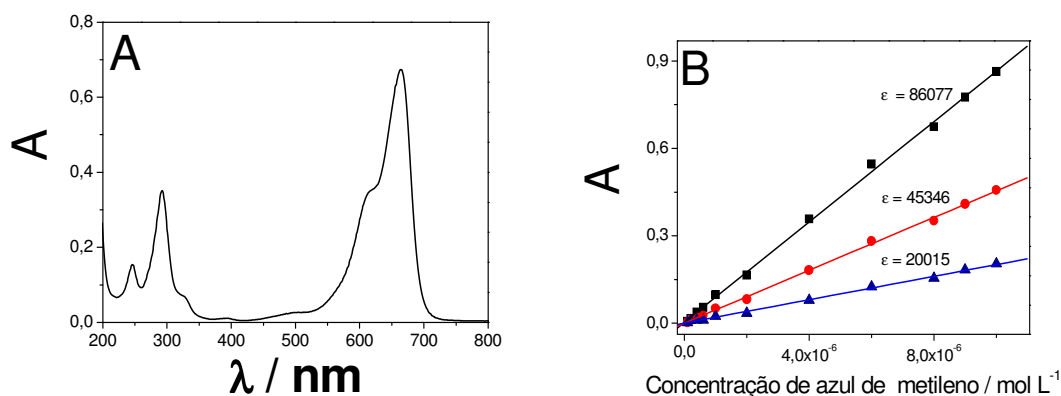 A
A
0,8
0,6
0,4
0,2
0,0
200 300 400 500 600 700 800
λ / nm
B
A
0,9
0,6
0,3
0,0
ε = 86077
ε = 45346
ε = 20015
0,0 4,0x10⁻⁶ 8,0x10⁻⁶
Concentração de azul de metileno / mol L⁻¹